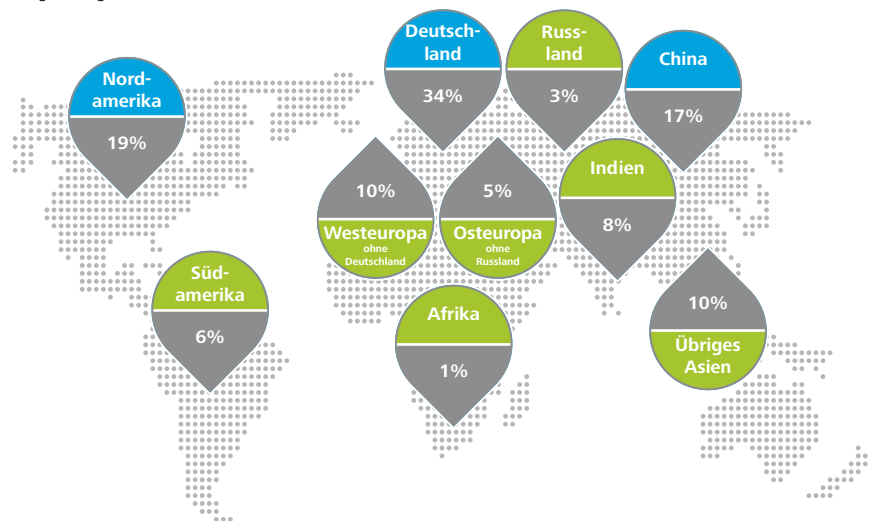 Deutsch-
land
34%
Russ-
land
3%
China
17%
Nord-
amerika
19%
Indien
8%
10%
Westeuropa
ohne
Deutschland
5%
Osteuropa
ohne
Russland
Süd-
amerika
6%
Afrika
1%
10%
Übriges
Asien